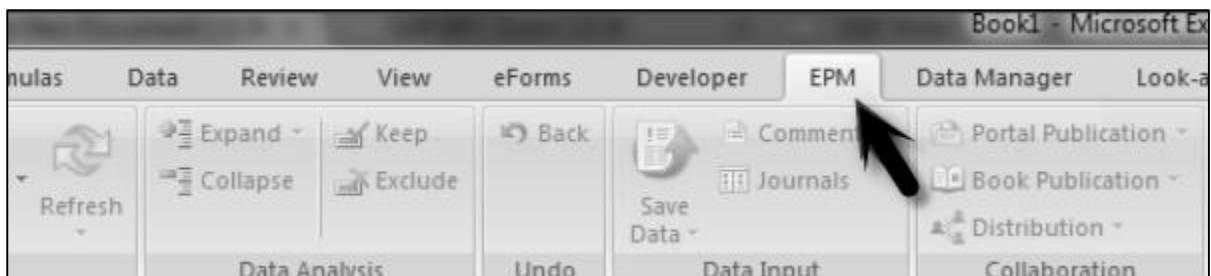 Book1 - Microsoft Ex
mulas Data Review View eForms Developer EPM Data Manager Look-a
Expand Keep Back Comment Portal Publication
Refresh Collapse Exclude Save Data Journals Book Publication
Distribution
Data Analysis Undo Data Input Collaboration